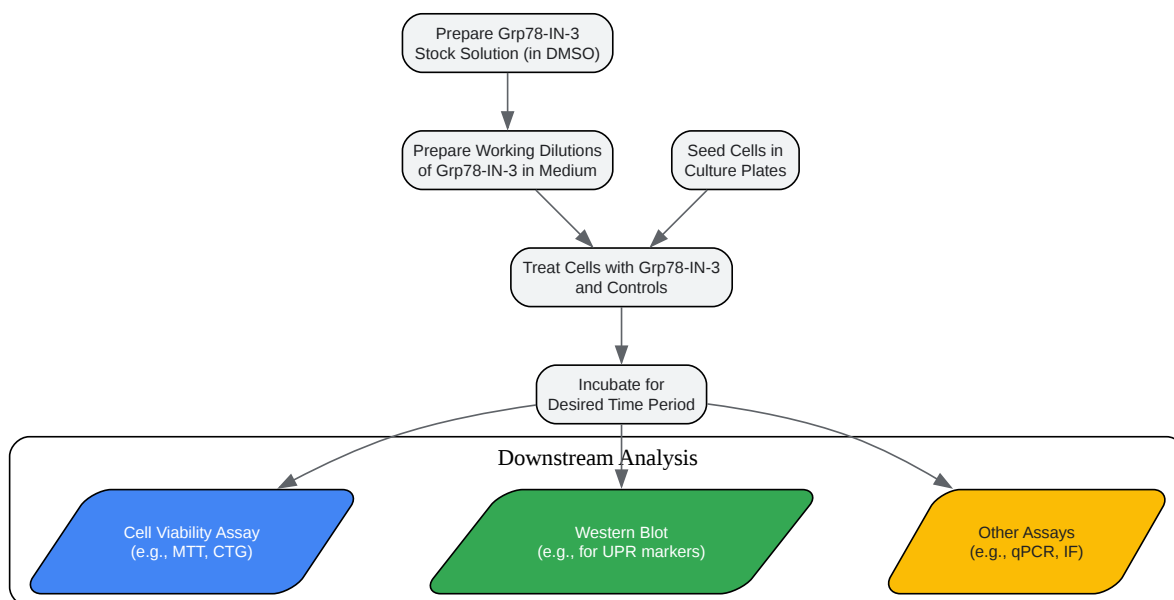 Prepare Grp78-IN-3
Stock Solution (in DMSO)
Prepare Working Dilutions
of Grp78-IN-3 in Medium
Seed Cells in
Culture Plates
Treat Cells with Grp78-IN-3
and Controls
Incubate for
Desired Time Period
Downstream Analysis
Cell Viability Assay
(e.g., MTT, CTG)
Western Blot
(e.g., for UPR markers)
Other Assays
(e.g., qPCR, IF)